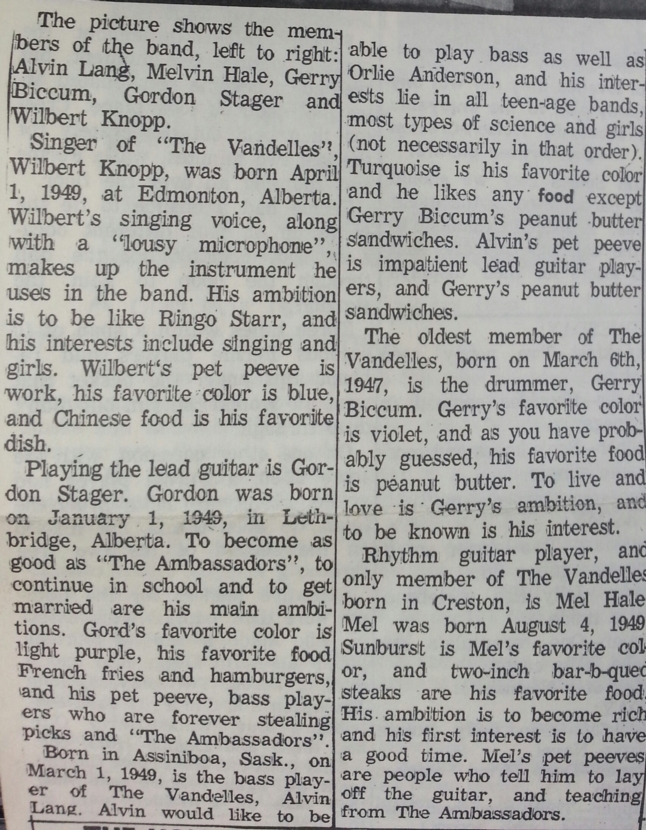 The picture shows the mem-
bers of the band, left to right:
Alvin Lang, Melvin Hale, Gerry
Biccum, Gordon Stager and
Wilbert Knopp.
Singer of "The Vandelles",
Wilbert Knopp, was born April
1, 1949, at Edmonton, Alberta.
Wilbert's singing voice, along
with a "lousy microphone",
makes up the instrument he
uses in the band. His ambition
is to be like Ringo Starr, and
his interests include singing and
girls. Wilbert's pet peeve is
work, his favorite color is blue,
and Chinese food is his favorite
dish.
Playing the lead guitar is Gor-
don Stager. Gordon was born
on January 1, 1949, in Leth-
bridge, Alberta. To become as
good as "The Ambassadors", to
continue in school and to get
married are his main ambi-
tions. Gord's favorite color is
light purple, his favorite food
French fries and hamburgers,
and his pet peeve, bass play-
ers who are forever stealing
picks and "The Ambassadors".
Born in Assiniboa, Sask., on
March 1, 1949, is the bass play-
er of The Vandelles, Alvin
Lang. Alvin would like to be
able to play bass as well as
Orlie Anderson, and his inter-
ests lie in all teen-age bands,
most types of science and girls
(not necessarily in that order).
Turquoise is his favorite color
and he likes any food except
Gerry Biccum's peanut butter
sandwiches. Alvin's pet peeve
is impatient lead guitar play-
ers, and Gerry's peanut butter
sandwiches.
The oldest member of The
Vandelles, born on March 6th,
1947, is the drummer, Gerry
Biccum. Gerry's favorite color
is violet, and as you have prob-
ably guessed, his favorite food
is peanut butter. To live and
love is Gerry's ambition, and
to be known is his interest.
Rhythm guitar player, and
only member of The Vandelles
born in Creston, is Mel Hale
Mel was born August 4, 1949
Sunburst is Mel's favorite col
or, and two-inch bar-b-qued
steaks are his favorite food
His ambition is to become rich
and his first interest is to have
a good time. Mel's pet peeves
are people who tell him to lay
off the guitar, and teaching
from The Ambassadors.